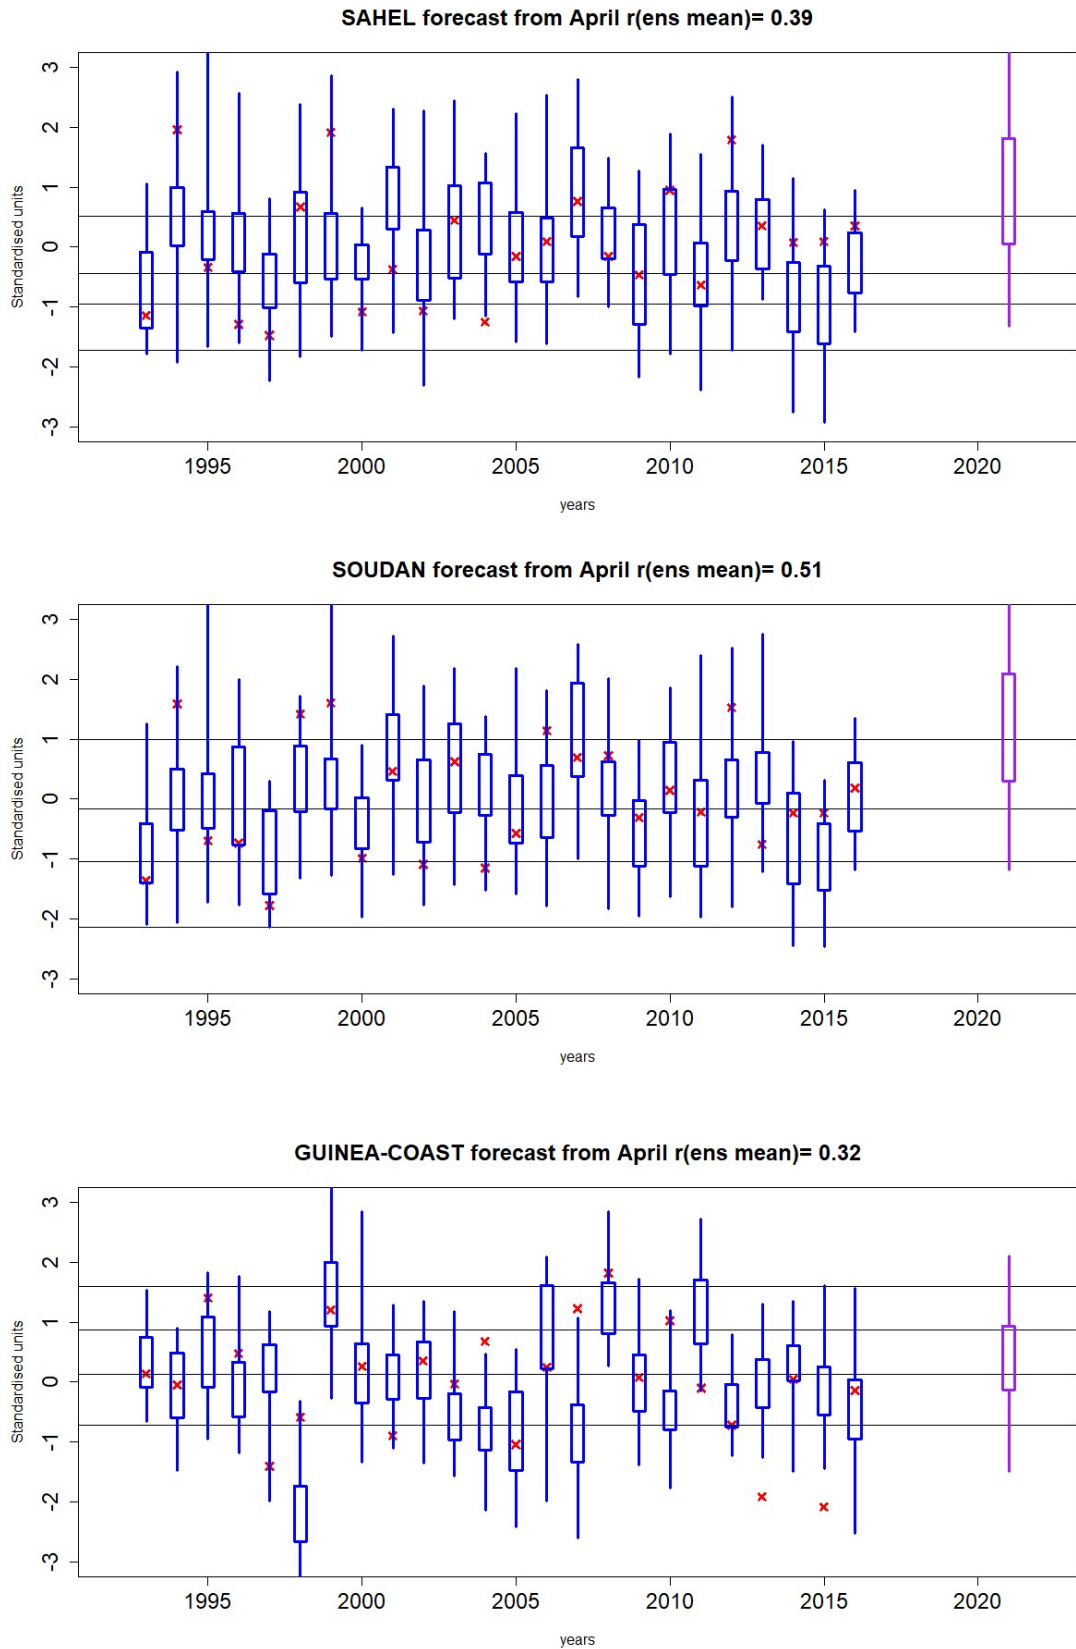 SAHEL forecast from April r(ens mean)= 0.39
Standardised units
3
2
1
0
-1
-2
-3
1995 2000 2005 2010 2015 2020
years
SOUDAN forecast from April r(ens mean)= 0.51
Standardised units
3
2
1
0
-1
-2
-3
1995 2000 2005 2010 2015 2020
years
GUINEA-COAST forecast from April r(ens mean)= 0.32
Standardised units
3
2
1
0
-1
-2
-3
1995 2000 2005 2010 2015 2020
years